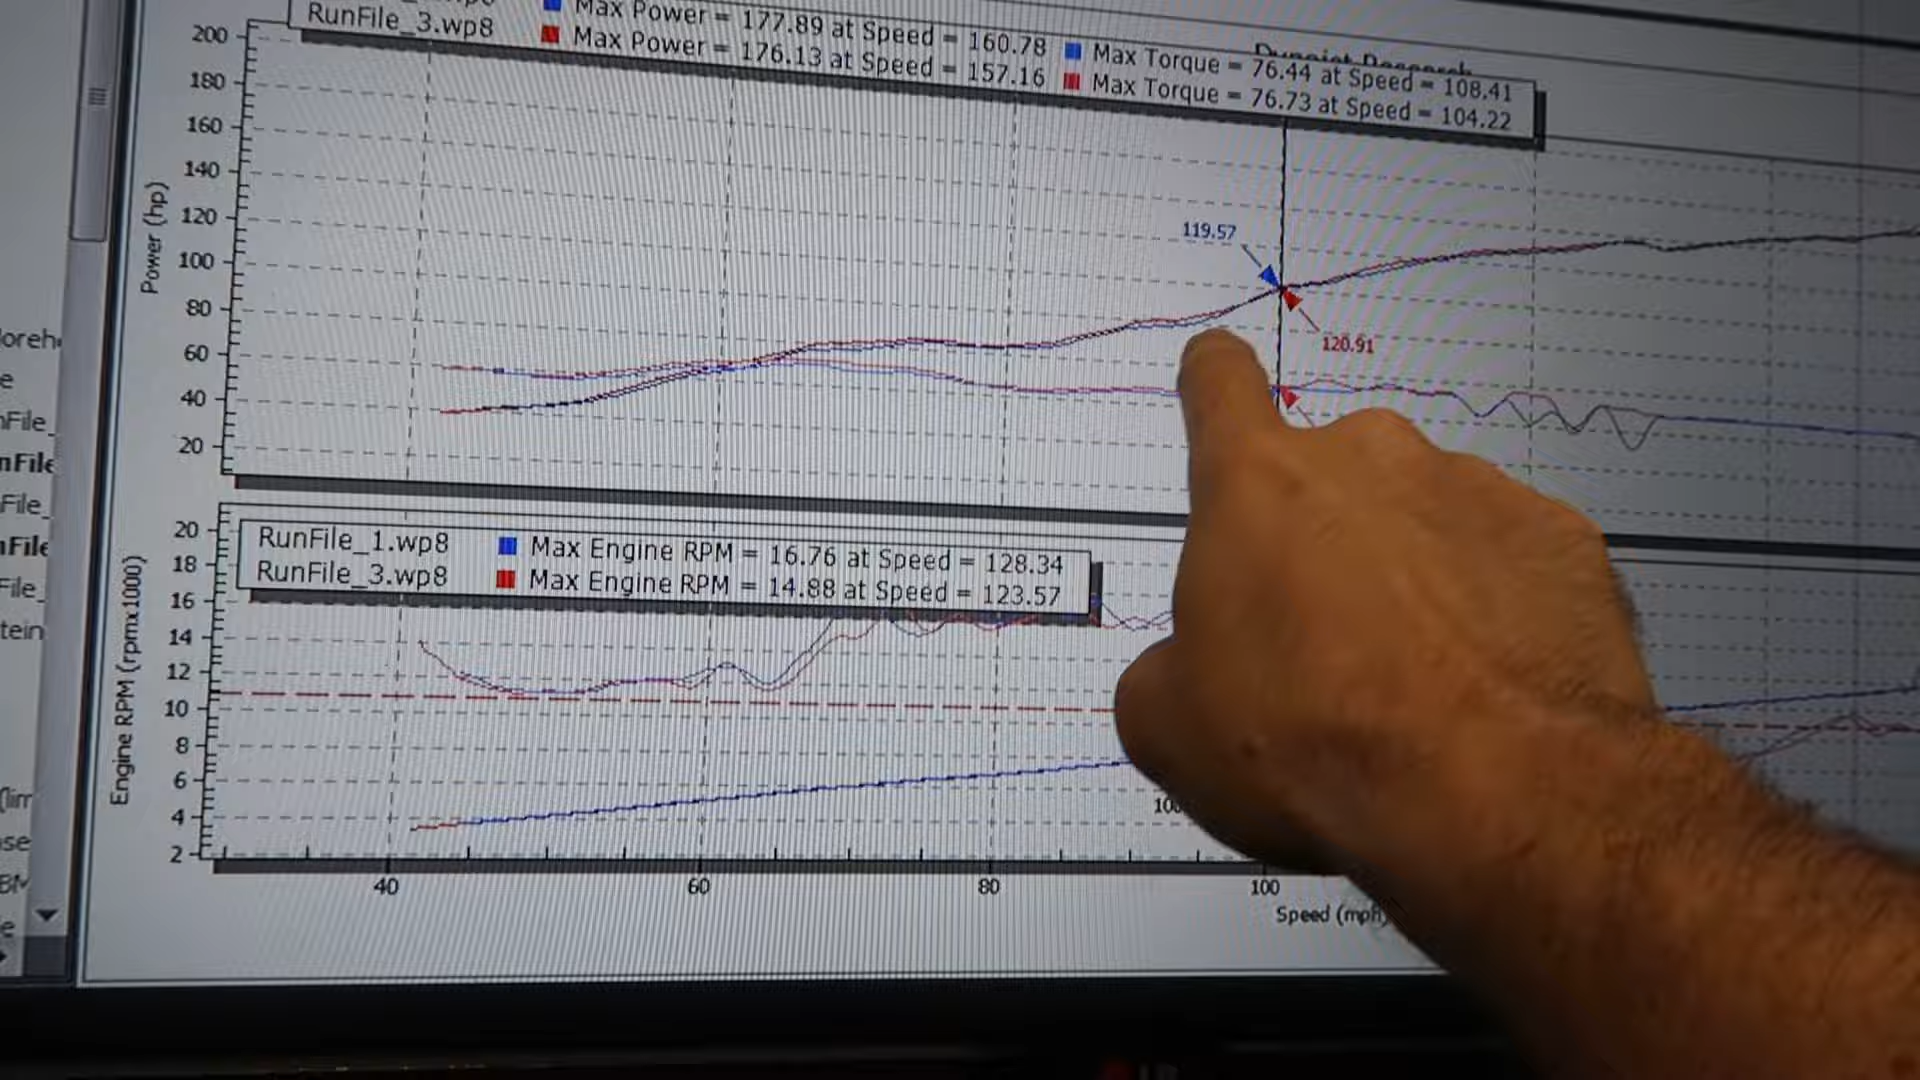 RunFile_3.wp8
Max Power = 177.89 at Speed = 160.78
Max Power = 176.13 at Speed = 157.16
Max Torque = 76.44 at Speed = 108.41
Max Torque = 76.73 at Speed = 104.22
Power (hp)
200
180
160
140
120
100
80
60
40
20
119.57
120.91
RunFile_1.wp8
Max Engine RPM = 16.76 at Speed = 128.34
RunFile_3.wp8
Max Engine RPM = 14.88 at Speed = 123.57
Engine RPM (rpmx1000)
20
18
16
14
12
10
8
6
4
2
40
60
80
100
Speed (mph)